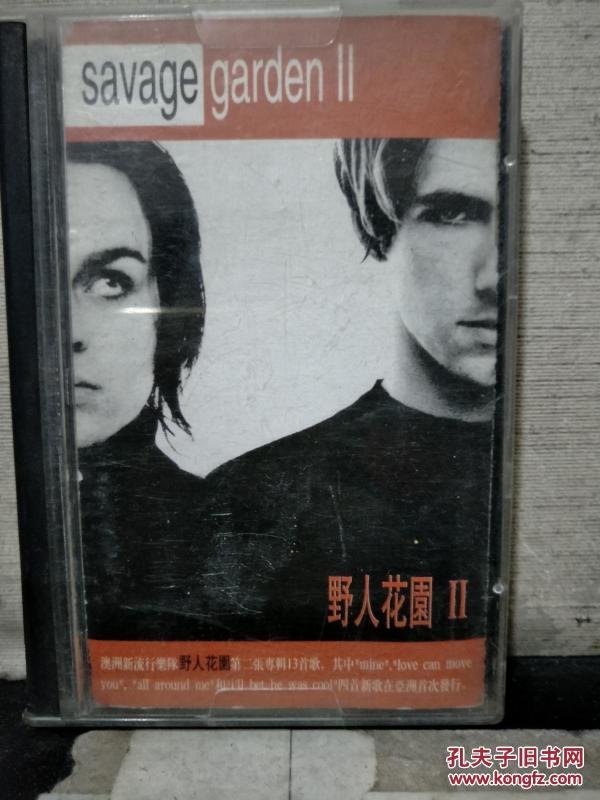 savage garden II
野人花園 II
澳洲新流行樂隊野人花園第二張專輯13首歌。其中"mine","love can move
you", "all around me"和"i'll bet he was cool"四首新歌在亞洲首次發行。
孔夫子旧书网
www.kongfz.com